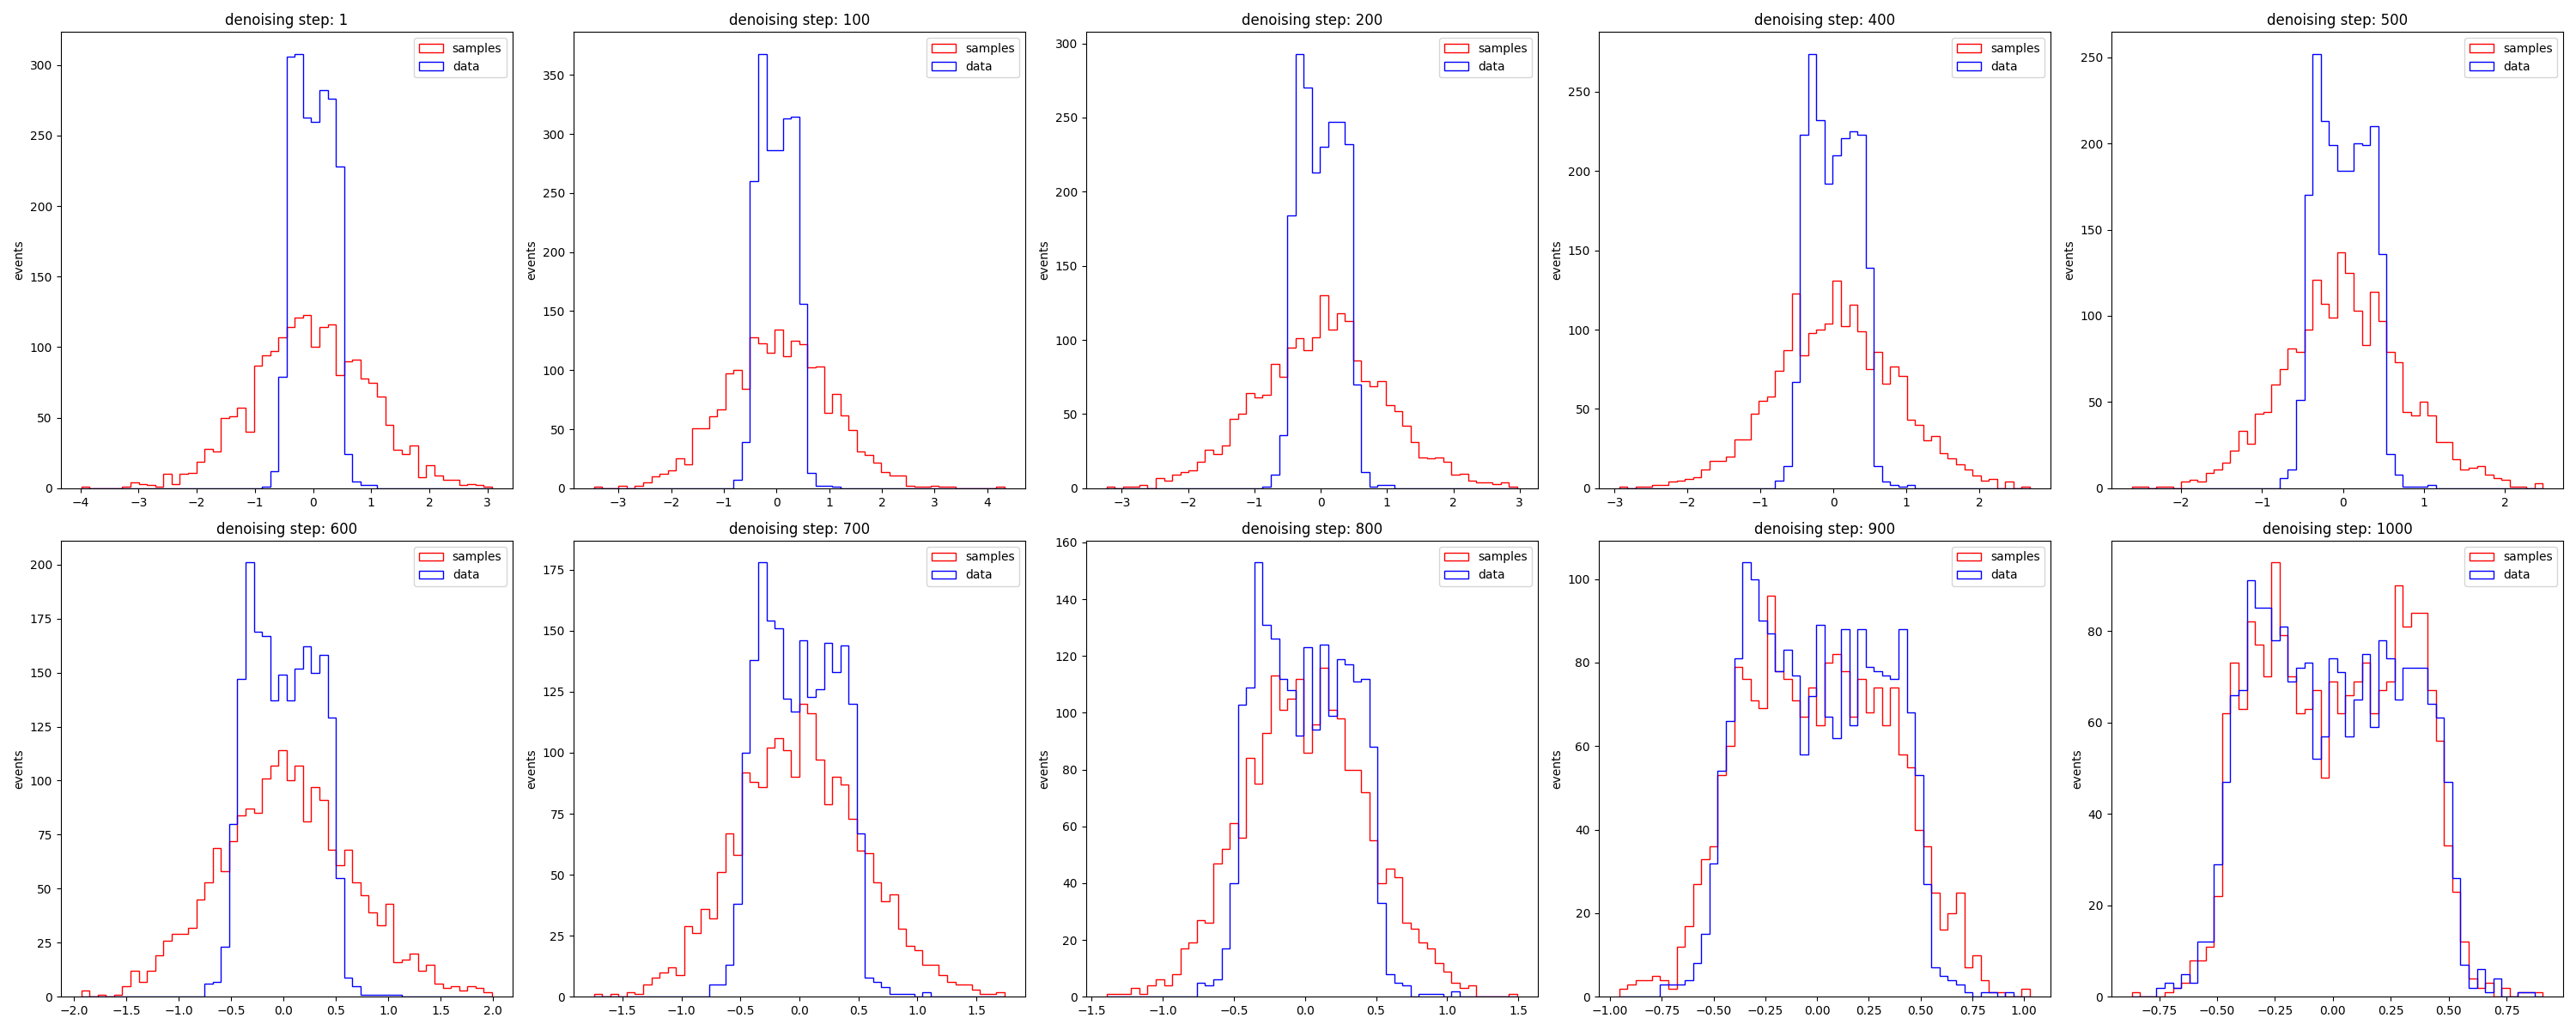 denoising step: 1
samples
data
events
300
250
200
150
100
50
0
−4 −3 −2 −1 0 1 2 3
denoising step: 100
samples
data
events
350
300
250
200
150
100
50
0
−3 −2 −1 0 1 2 3 4
denoising step: 200
samples
data
events
300
250
200
150
100
50
0
−3 −2 −1 0 1 2 3
denoising step: 400
samples
data
events
250
200
150
100
50
0
−3 −2 −1 0 1 2
denoising step: 500
samples
data
events
250
200
150
100
50
0
−2 −1 0 1 2
denoising step: 600
samples
data
events
200
175
150
125
100
75
50
25
0
−2.0 −1.5 −1.0 −0.5 0.0 0.5 1.0 1.5 2.0
denoising step: 700
samples
data
events
175
150
125
100
75
50
25
0
−1.5 −1.0 −0.5 0.0 0.5 1.0 1.5
denoising step: 800
samples
data
events
160
140
120
100
80
60
40
20
0
−1.5 −1.0 −0.5 0.0 0.5 1.0 1.5
denoising step: 900
samples
data
events
100
80
60
40
20
0
−1.00 −0.75 −0.50 −0.25 0.00 0.25 0.50 0.75 1.00
denoising step: 1000
samples
data
events
80
60
40
20
0
−0.75 −0.50 −0.25 0.00 0.25 0.50 0.75